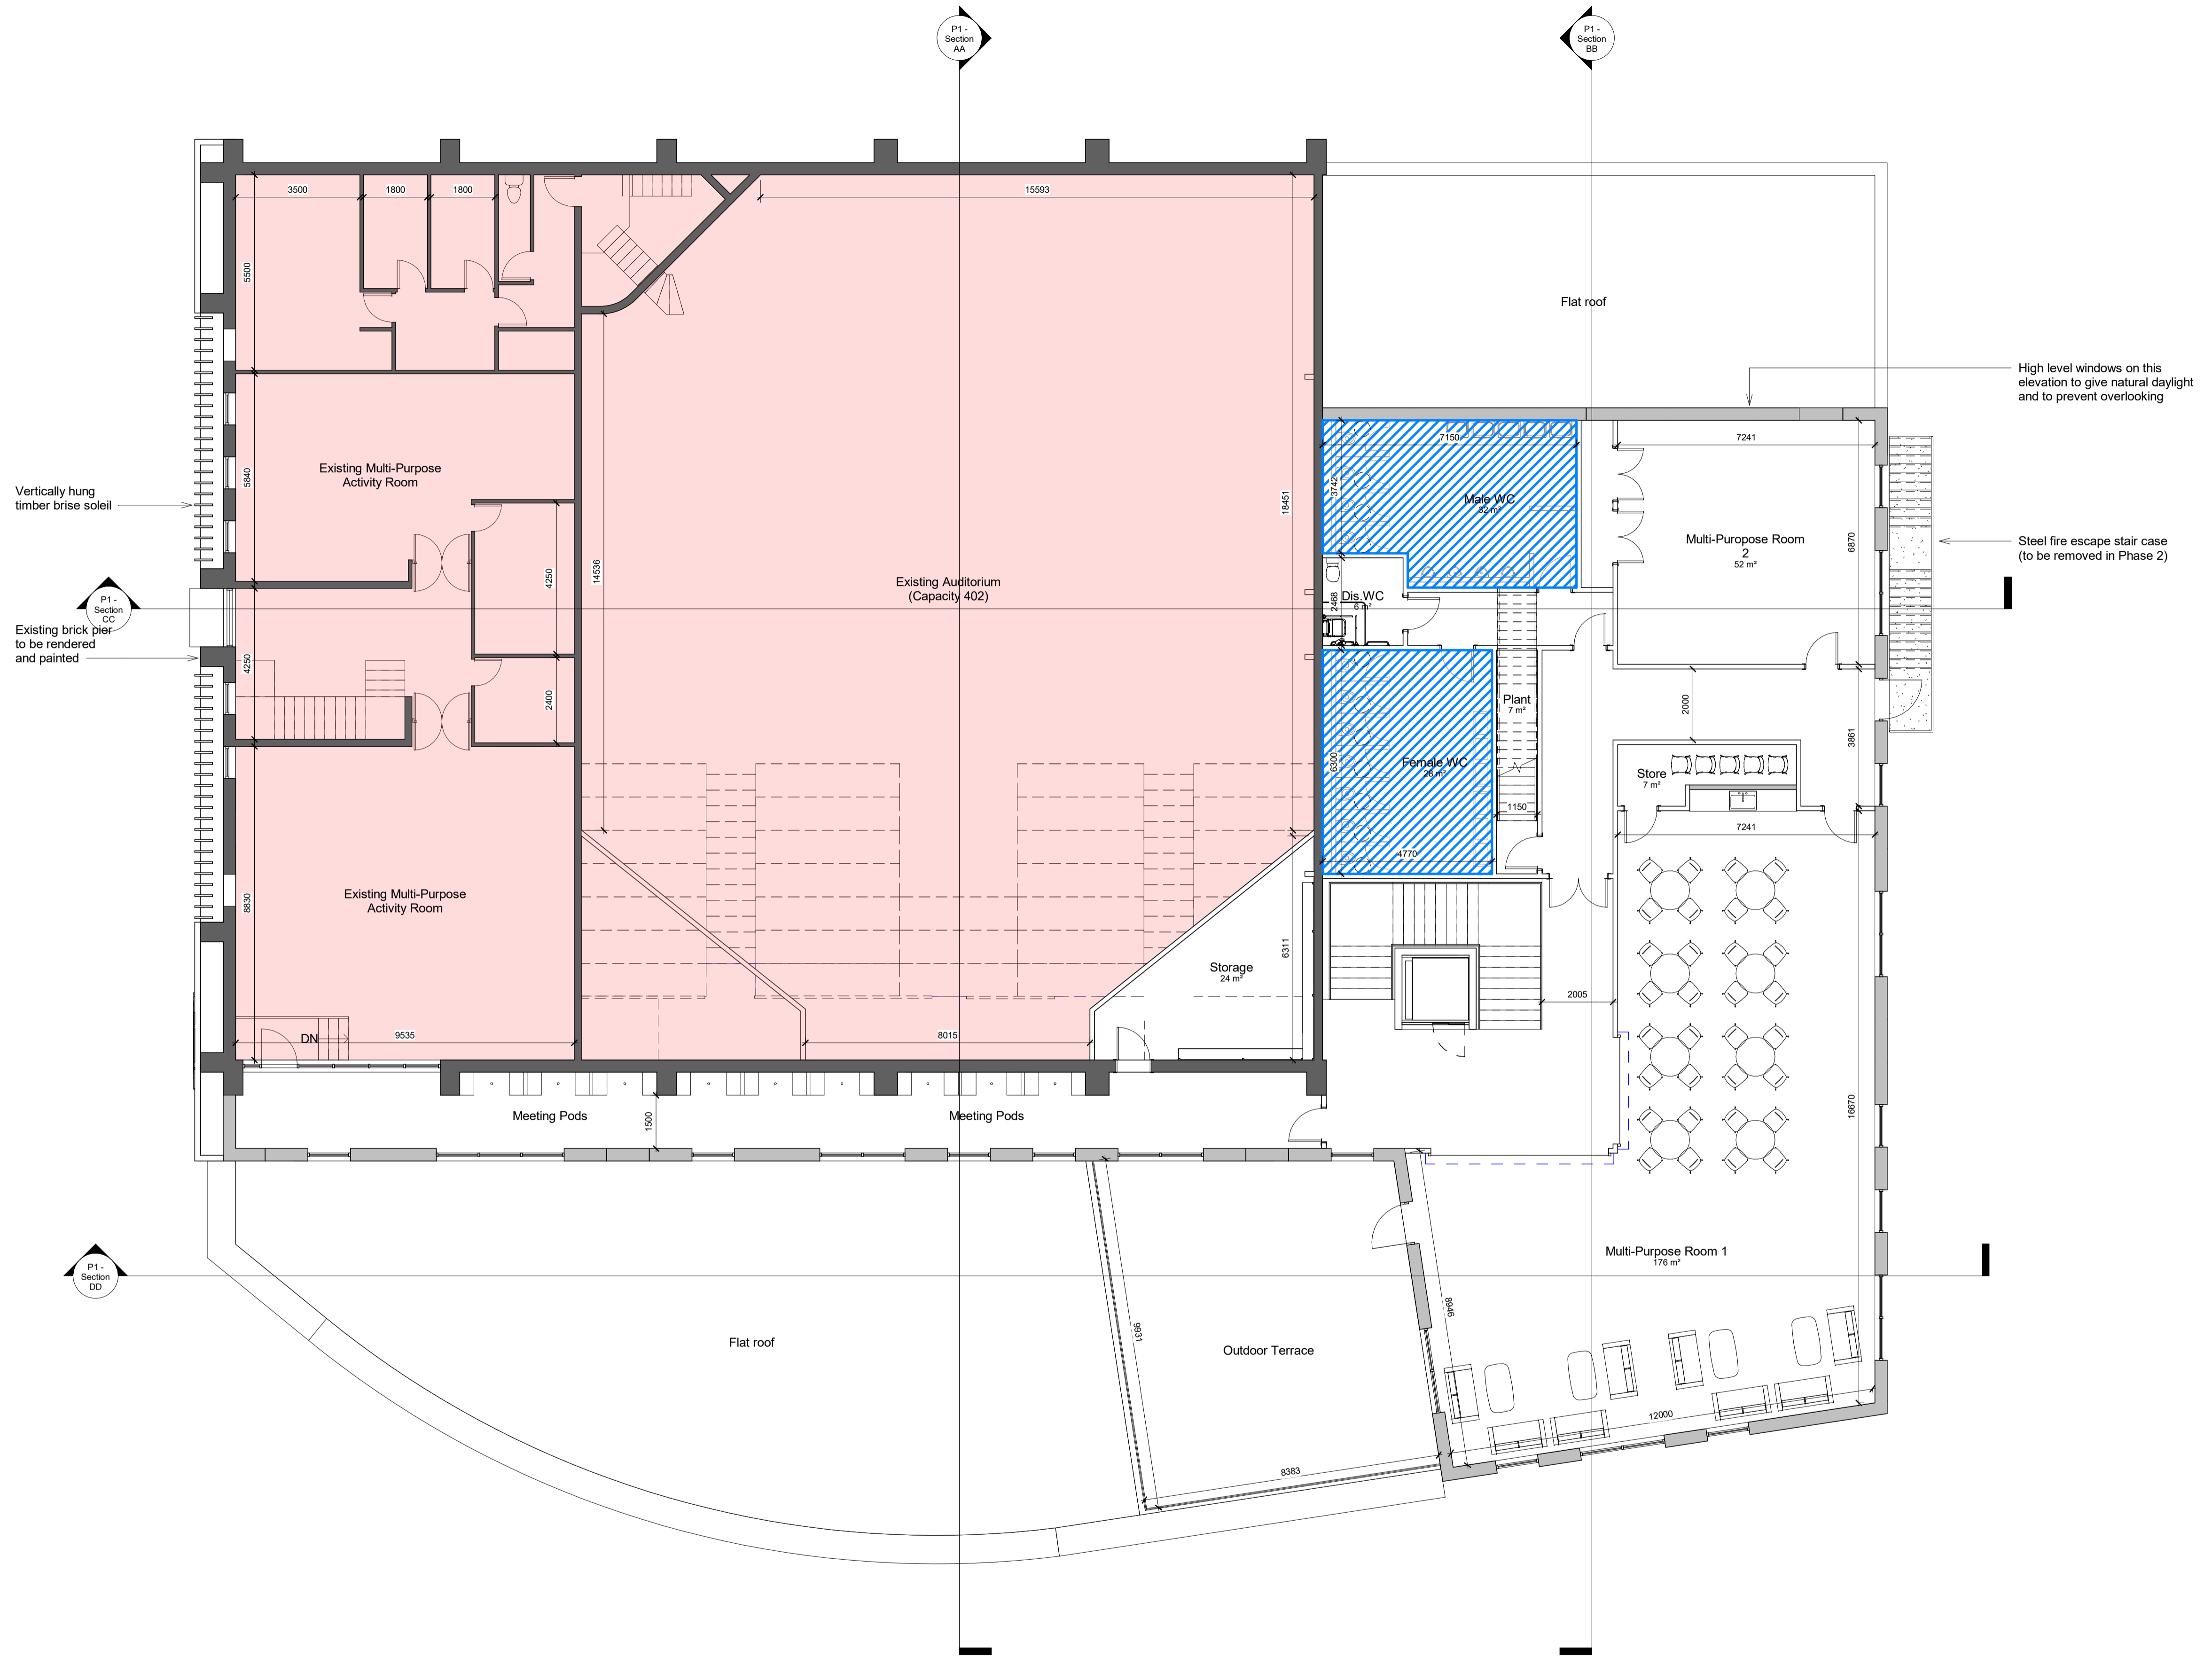 P1 -
Section
AA
P1 -
Section
BB
3500
1800
1800
15593
5500
Flat roof
High level windows on this
elevation to give natural daylight
and to prevent overlooking
7150
7241
Existing Multi-Purpose
Activity Room
5840
Vertically hung
timber brise soleil
3742
Male WC
32 m²
18451
Multi-Puropose Room
2
52 m²
6870
Steel fire escape stair case
(to be removed in Phase 2)
14536
4250
Existing Auditorium
(Capacity 402)
Dis.WC
6 m²
2468
P1 -
Section
CC
Existing brick pier
to be rendered
and painted
4250
2400
Plant
7 m²
2000
3861
6300
Female WC
28 m²
Store
7 m²
1150
7241
4770
Existing Multi-Purpose
Activity Room
8830
6311
Storage
24 m²
2005
DN
9535
8015
Meeting Pods
1500
Meeting Pods
16670
Multi-Purpose Room 1
176 m²
P1 -
Section
DD
8946
9931
Flat roof
Outdoor Terrace
12000
8383